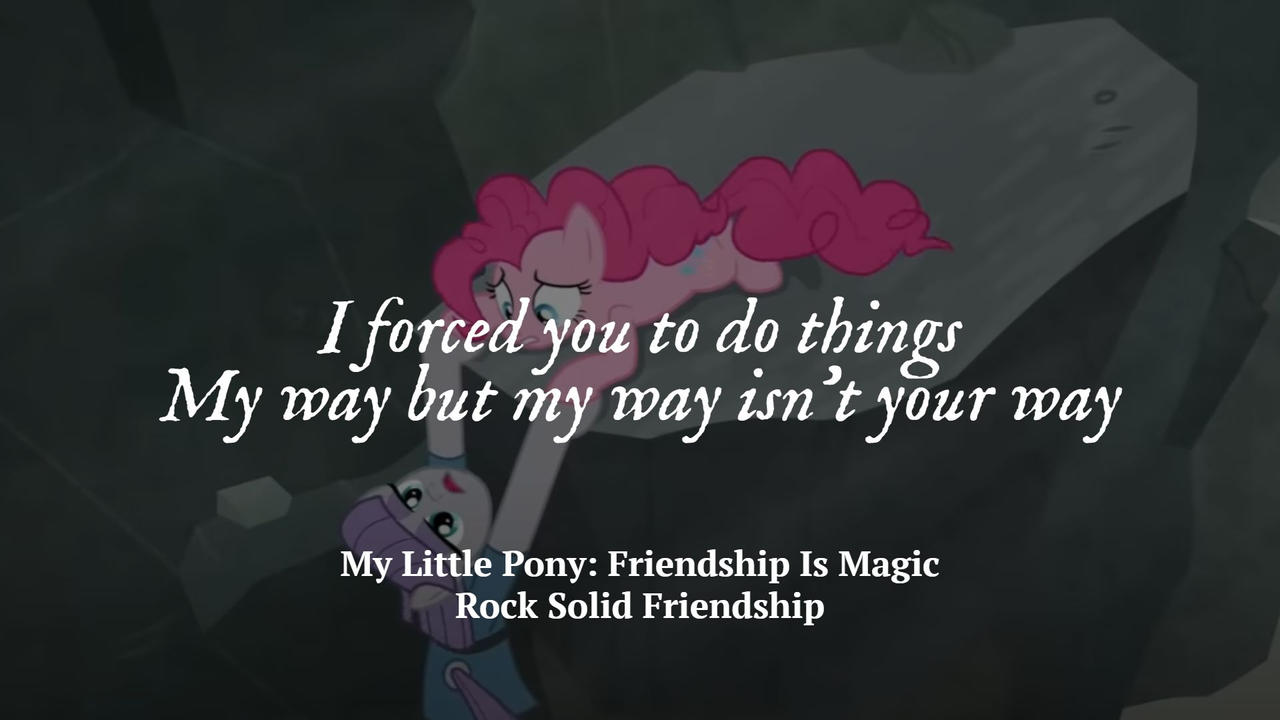 I forced you to do things
My way but my way isn't your way
My Little Pony: Friendship Is Magic
Rock Solid Friendship